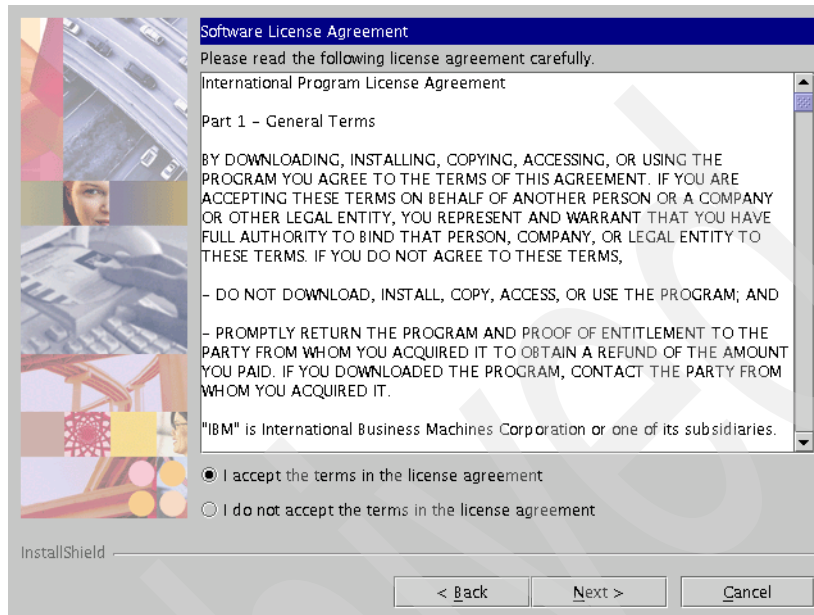 Software License Agreement
Please read the following license agreement carefully.
International Program License Agreement
Part 1 – General Terms
BY DOWNLOADING, INSTALLING, COPYING, ACCESSING, OR USING THE
PROGRAM YOU AGREE TO THE TERMS OF THIS AGREEMENT. IF YOU ARE
ACCEPTING THESE TERMS ON BEHALF OF ANOTHER PERSON OR A COMPANY
OR OTHER LEGAL ENTITY, YOU REPRESENT AND WARRANT THAT YOU HAVE
FULL AUTHORITY TO BIND THAT PERSON, COMPANY, OR LEGAL ENTITY TO
THESE TERMS. IF YOU DO NOT AGREE TO THESE TERMS,
– DO NOT DOWNLOAD, INSTALL, COPY, ACCESS, OR USE THE PROGRAM; AND
– PROMPTLY RETURN THE PROGRAM AND PROOF OF ENTITLEMENT TO THE
PARTY FROM WHOM YOU ACQUIRED IT TO OBTAIN A REFUND OF THE AMOUNT
YOU PAID. IF YOU DOWNLOADED THE PROGRAM, CONTACT THE PARTY FROM
WHOM YOU ACQUIRED IT.
"IBM" is International Business Machines Corporation or one of its subsidiaries.
I accept the terms in the license agreement
I do not accept the terms in the license agreement
InstallShield
< Back
Next >
Cancel